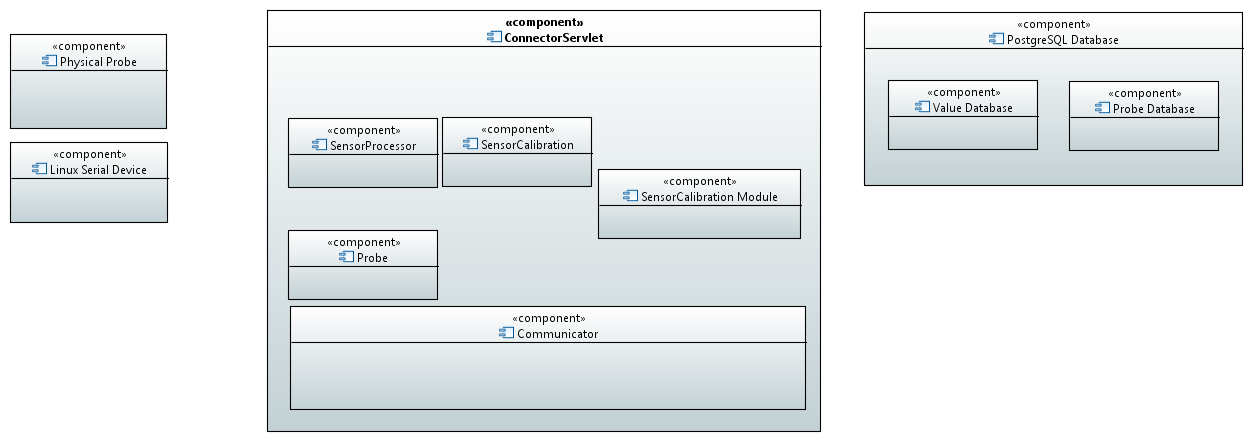 «component»
Physical Probe
«component»
Linux Serial Device
«component»
ConnectorServlet
«component»
SensorProcessor
«component»
SensorCalibration
«component»
SensorCalibration Module
«component»
Probe
«component»
Communicator
«component»
PostgreSQL Database
«component»
Value Database
«component»
Probe Database